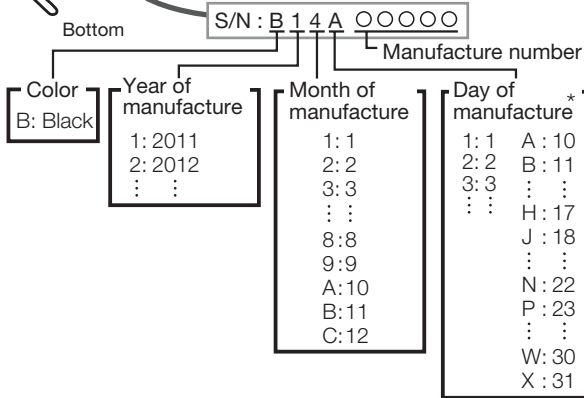 Bottom
S/N : B 1 4 A ○○○○○
Manufacture number
Color
B: Black
Year of
manufacture
1: 2011
2: 2012
⋮ ⋮
Month of
manufacture
1: 1
2: 2
3: 3
⋮ ⋮
8:8
9:9
A:10
B:11
C:12
Day of
manufacture*
1: 1
2: 2
3: 3
⋮ ⋮
A : 10
B : 11
⋮ ⋮
H : 17
J : 18
⋮ ⋮
N : 22
P : 23
⋮ ⋮
W: 30
X : 31